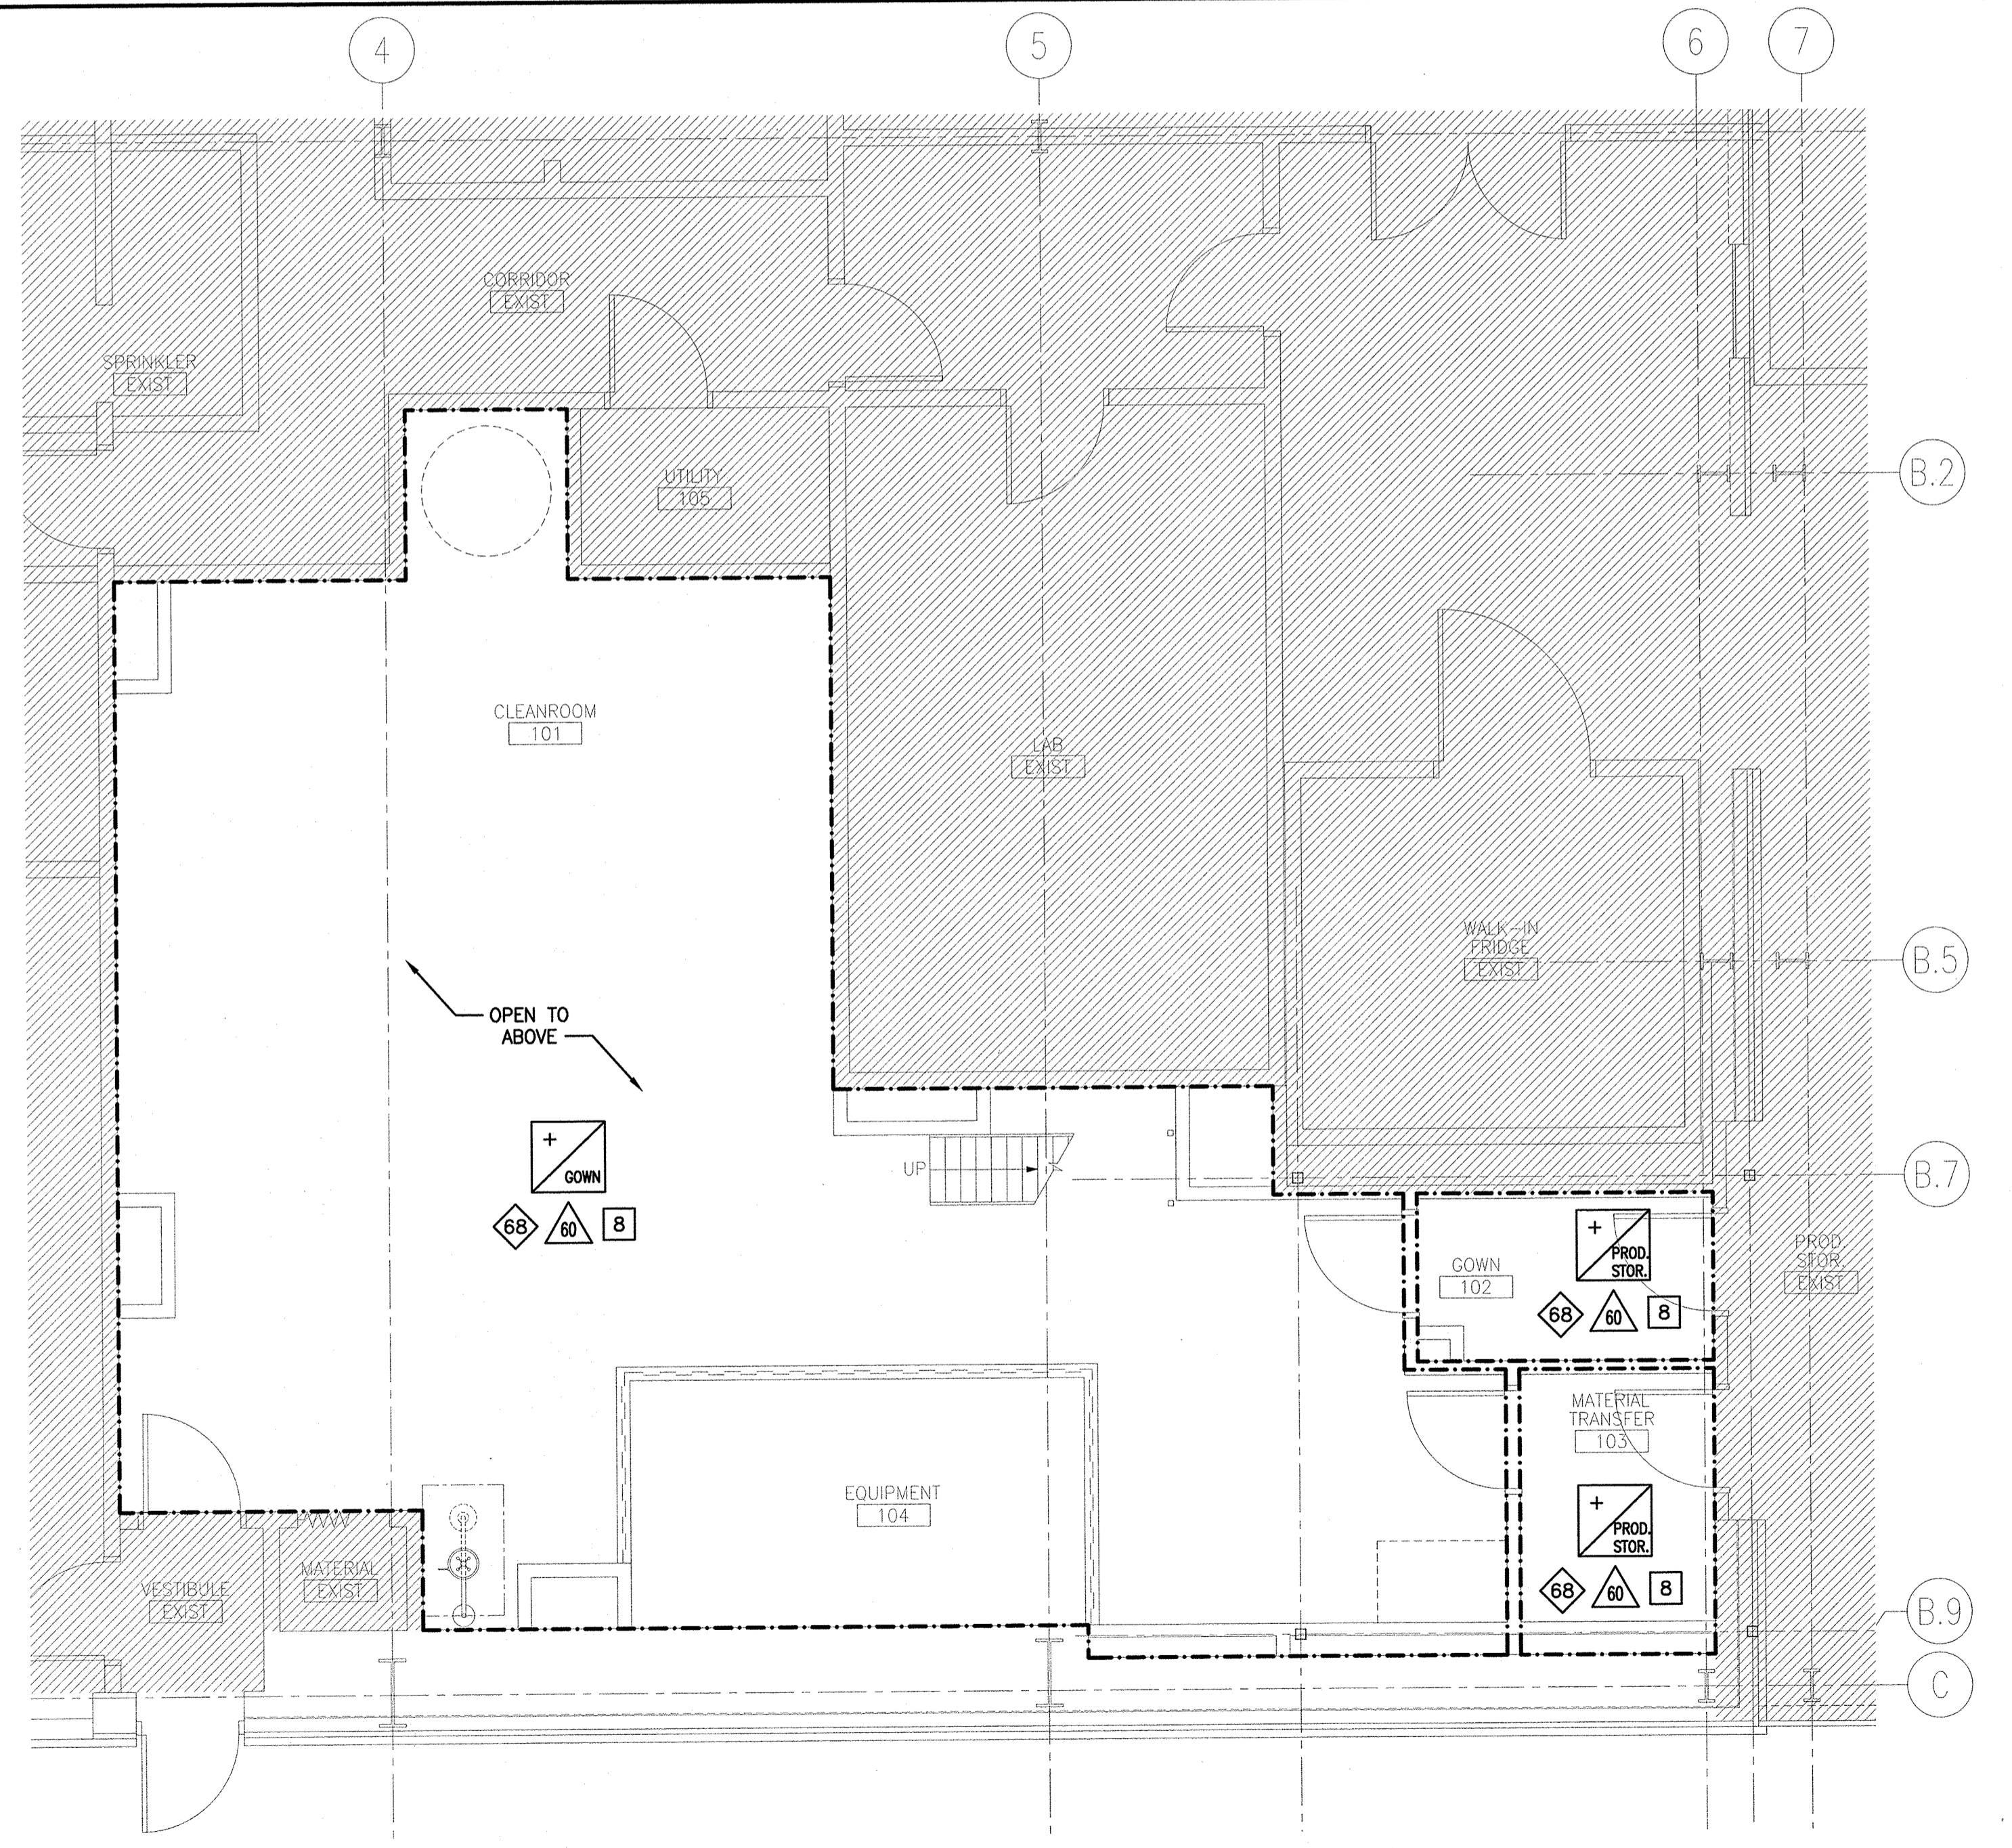 4
5
6
7
CORRIDOR
EXIST
SPRINKLER
EXIST
UTILITY
105
B.2
CLEANROOM
101
LAB
EXIST
WALK-IN
FRIDGE
EXIST
B.5
OPEN TO
ABOVE
+
GOWN
68
60
8
UP
B.7
GOWN
102
+
PROD.
STOR.
68
60
8
PROD.
STOR.
EXIST
MATERIAL
TRANSFER
103
EQUIPMENT
104
+
PROD.
STOR.
68
60
8
MATERIAL
EXIST
VESTIBULE
EXIST
B.9
C